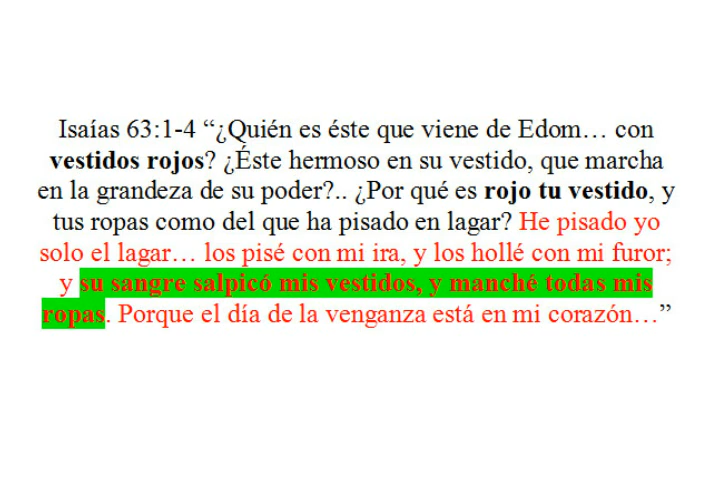 Isaías 63:1-4 “¿Quién es éste que viene de Edom… con
vestidos rojos? ¿Éste hermoso en su vestido, que marcha
en la grandeza de su poder?.. ¿Por qué es rojo tu vestido, y
tus ropas como del que ha pisado en lagar? He pisado yo
solo el lagar… los pisé con mi ira, y los hollé con mi furor;
y su sangre salpicó mis vestidos, y manché todas mis
ropas. Porque el día de la venganza está en mi corazón…”